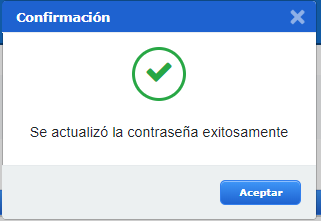 Confirmación
Se actualizó la contraseña exitosamente
Aceptar